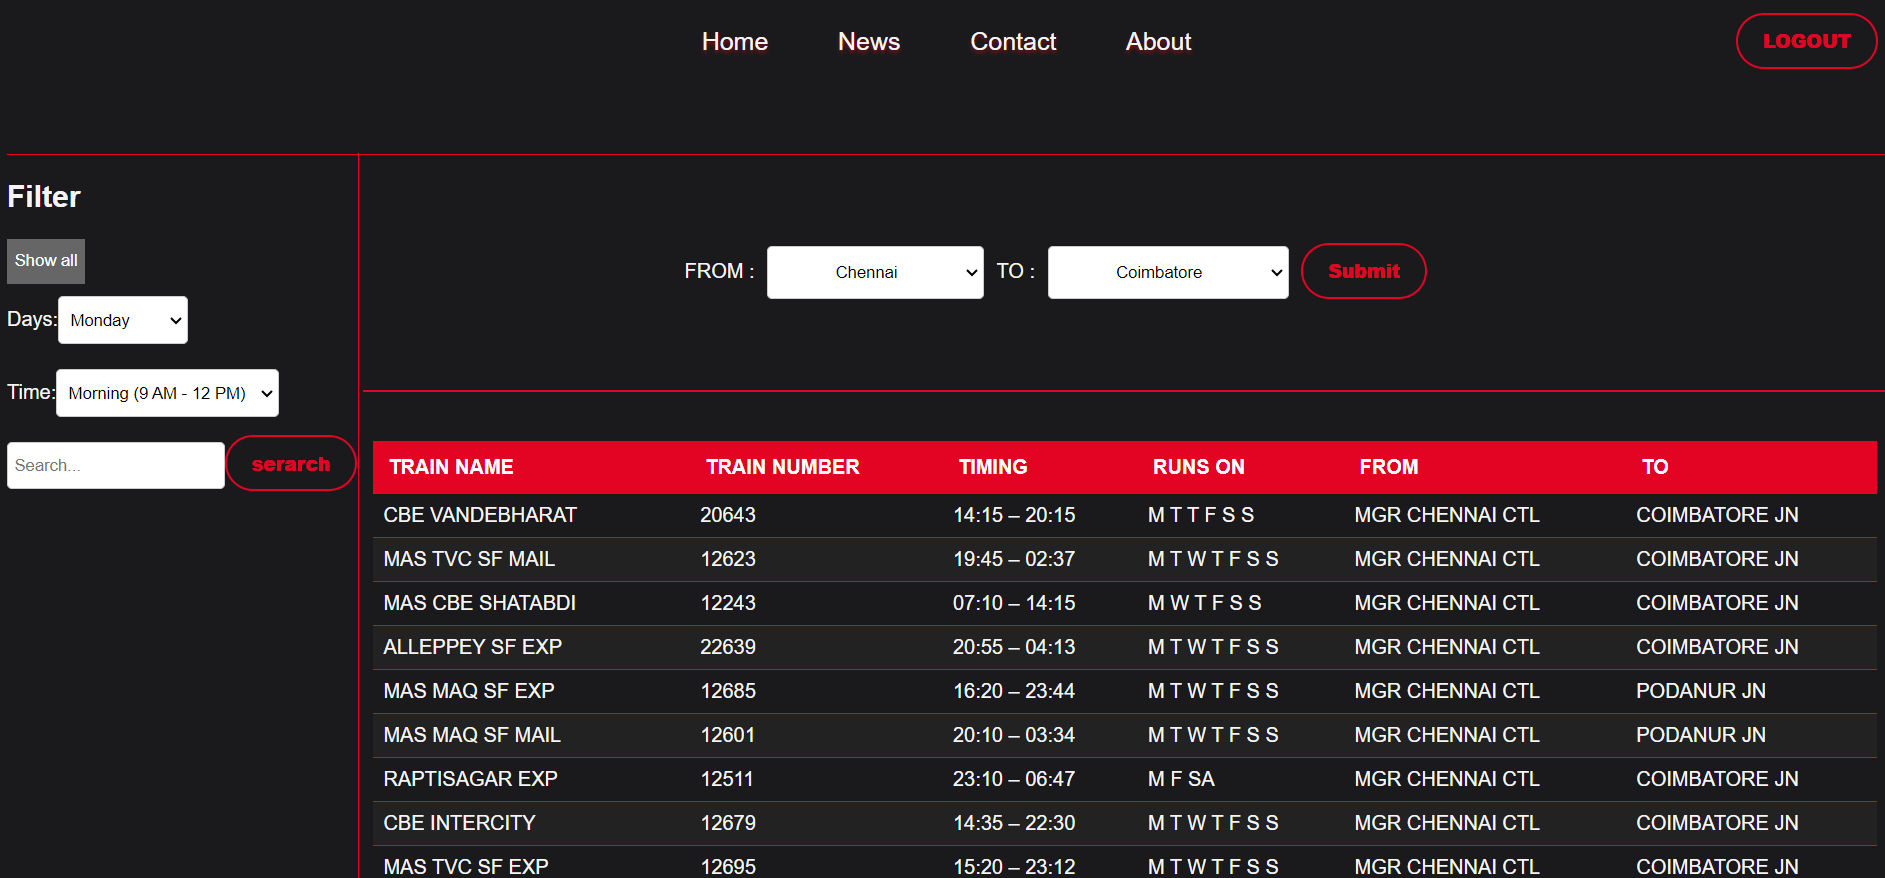 Home News Contact About LOGOUT
Filter
Show all
Days: Monday
Time: Morning (9 AM - 12 PM)
Search... serarch
FROM : Chennai TO : Coimbatore Submit
TRAIN NAME TRAIN NUMBER TIMING RUNS ON FROM TO
CBE VANDEBHARAT 20643 14:15 – 20:15 M T T F S S MGR CHENNAI CTL COIMBATORE JN
MAS TVC SF MAIL 12623 19:45 – 02:37 M T W T F S S MGR CHENNAI CTL COIMBATORE JN
MAS CBE SHATABDI 12243 07:10 – 14:15 M W T F S S MGR CHENNAI CTL COIMBATORE JN
ALLEPPEY SF EXP 22639 20:55 – 04:13 M T W T F S S MGR CHENNAI CTL COIMBATORE JN
MAS MAQ SF EXP 12685 16:20 – 23:44 M T W T F S S MGR CHENNAI CTL PODANUR JN
MAS MAQ SF MAIL 12601 20:10 – 03:34 M T W T F S S MGR CHENNAI CTL PODANUR JN
RAPTISAGAR EXP 12511 23:10 – 06:47 M F SA MGR CHENNAI CTL COIMBATORE JN
CBE INTERCITY 12679 14:35 – 22:30 M T W T F S S MGR CHENNAI CTL COIMBATORE JN
MAS TVC SF EXP 12695 15:20 – 23:12 M T W T F S S MGR CHENNAI CTL COIMBATORE JN